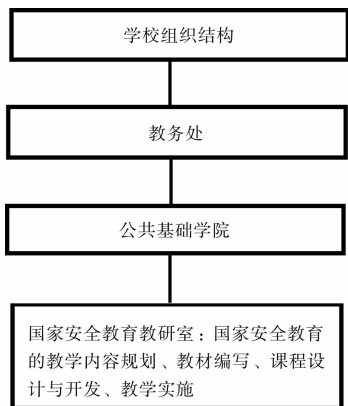 学校组织结构
教务处
公共基础学院
国家安全教育教研室：国家安全教育
的教学内容规划、教材编写、课程设
计与开发、教学实施